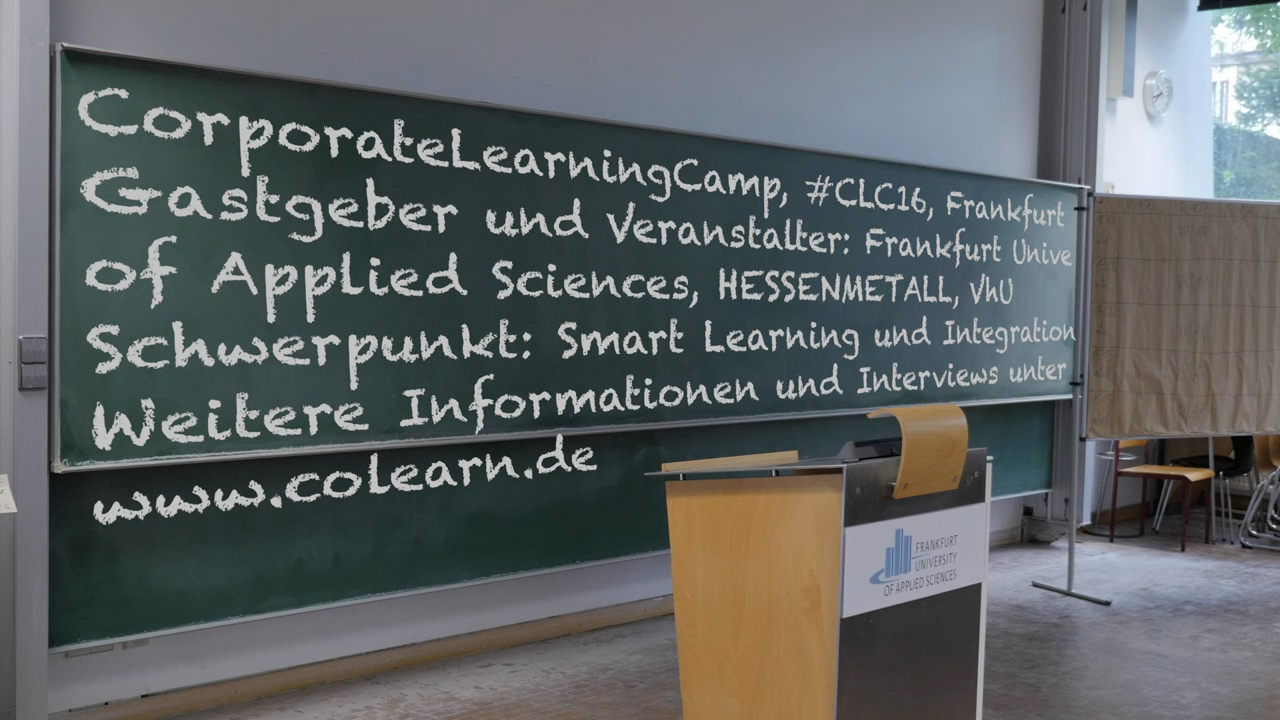 CorporateLearningCamp, #CLC16, Frankfurt
Gastgeber und Veranstalter: Frankfurt Unive
of Applied Sciences, HESSENMETALL, VhU
Schwerpunkt: Smart Learning und Integration
Weitere Informationen und Interviews unter
www.colearn.de
FRANKFURT
UNIVERSITY
OF APPLIED SCIENCES